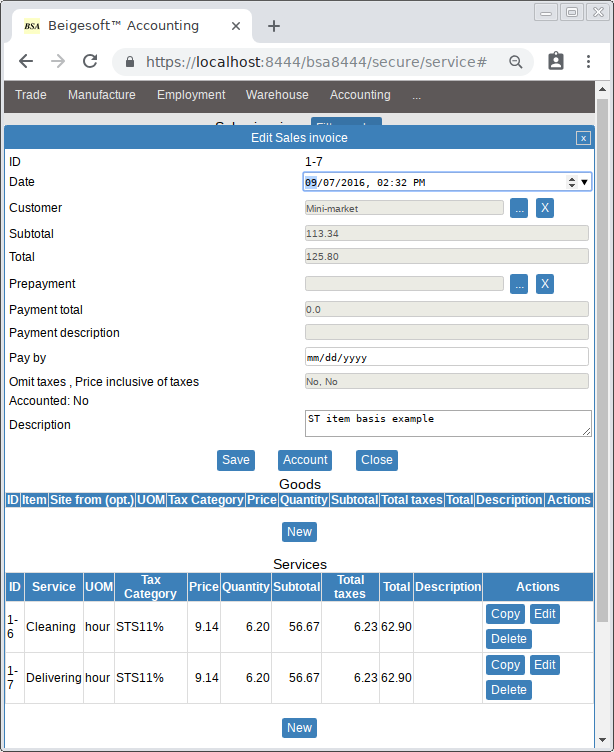 BSA Beigesoft™ Accounting
https://localhost:8444/bsa8444/secure/service#
Trade Manufacture Employment Warehouse Accounting ...
Edit Sales invoice x
ID 1-7
Date 09/07/2016, 02:32 PM
Customer Mini-market ... X
Subtotal 113.34
Total 125.80
Prepayment ... X
Payment total 0.0
Payment description
Pay by mm/dd/yyyy
Omit taxes , Price inclusive of taxes No, No
Accounted: No
Description ST item basis example
Save Account Close
Goods
ID Item Site from (opt.) UOM Tax Category Price Quantity Subtotal Total taxes Total Description Actions
New
Services
ID Service UOM Tax Category Price Quantity Subtotal Total taxes Total Description Actions
1-6 Cleaning hour STS11% 9.14 6.20 56.67 6.23 62.90 Copy Edit
Delete
1-7 Delivering hour STS11% 9.14 6.20 56.67 6.23 62.90 Copy Edit
Delete
New